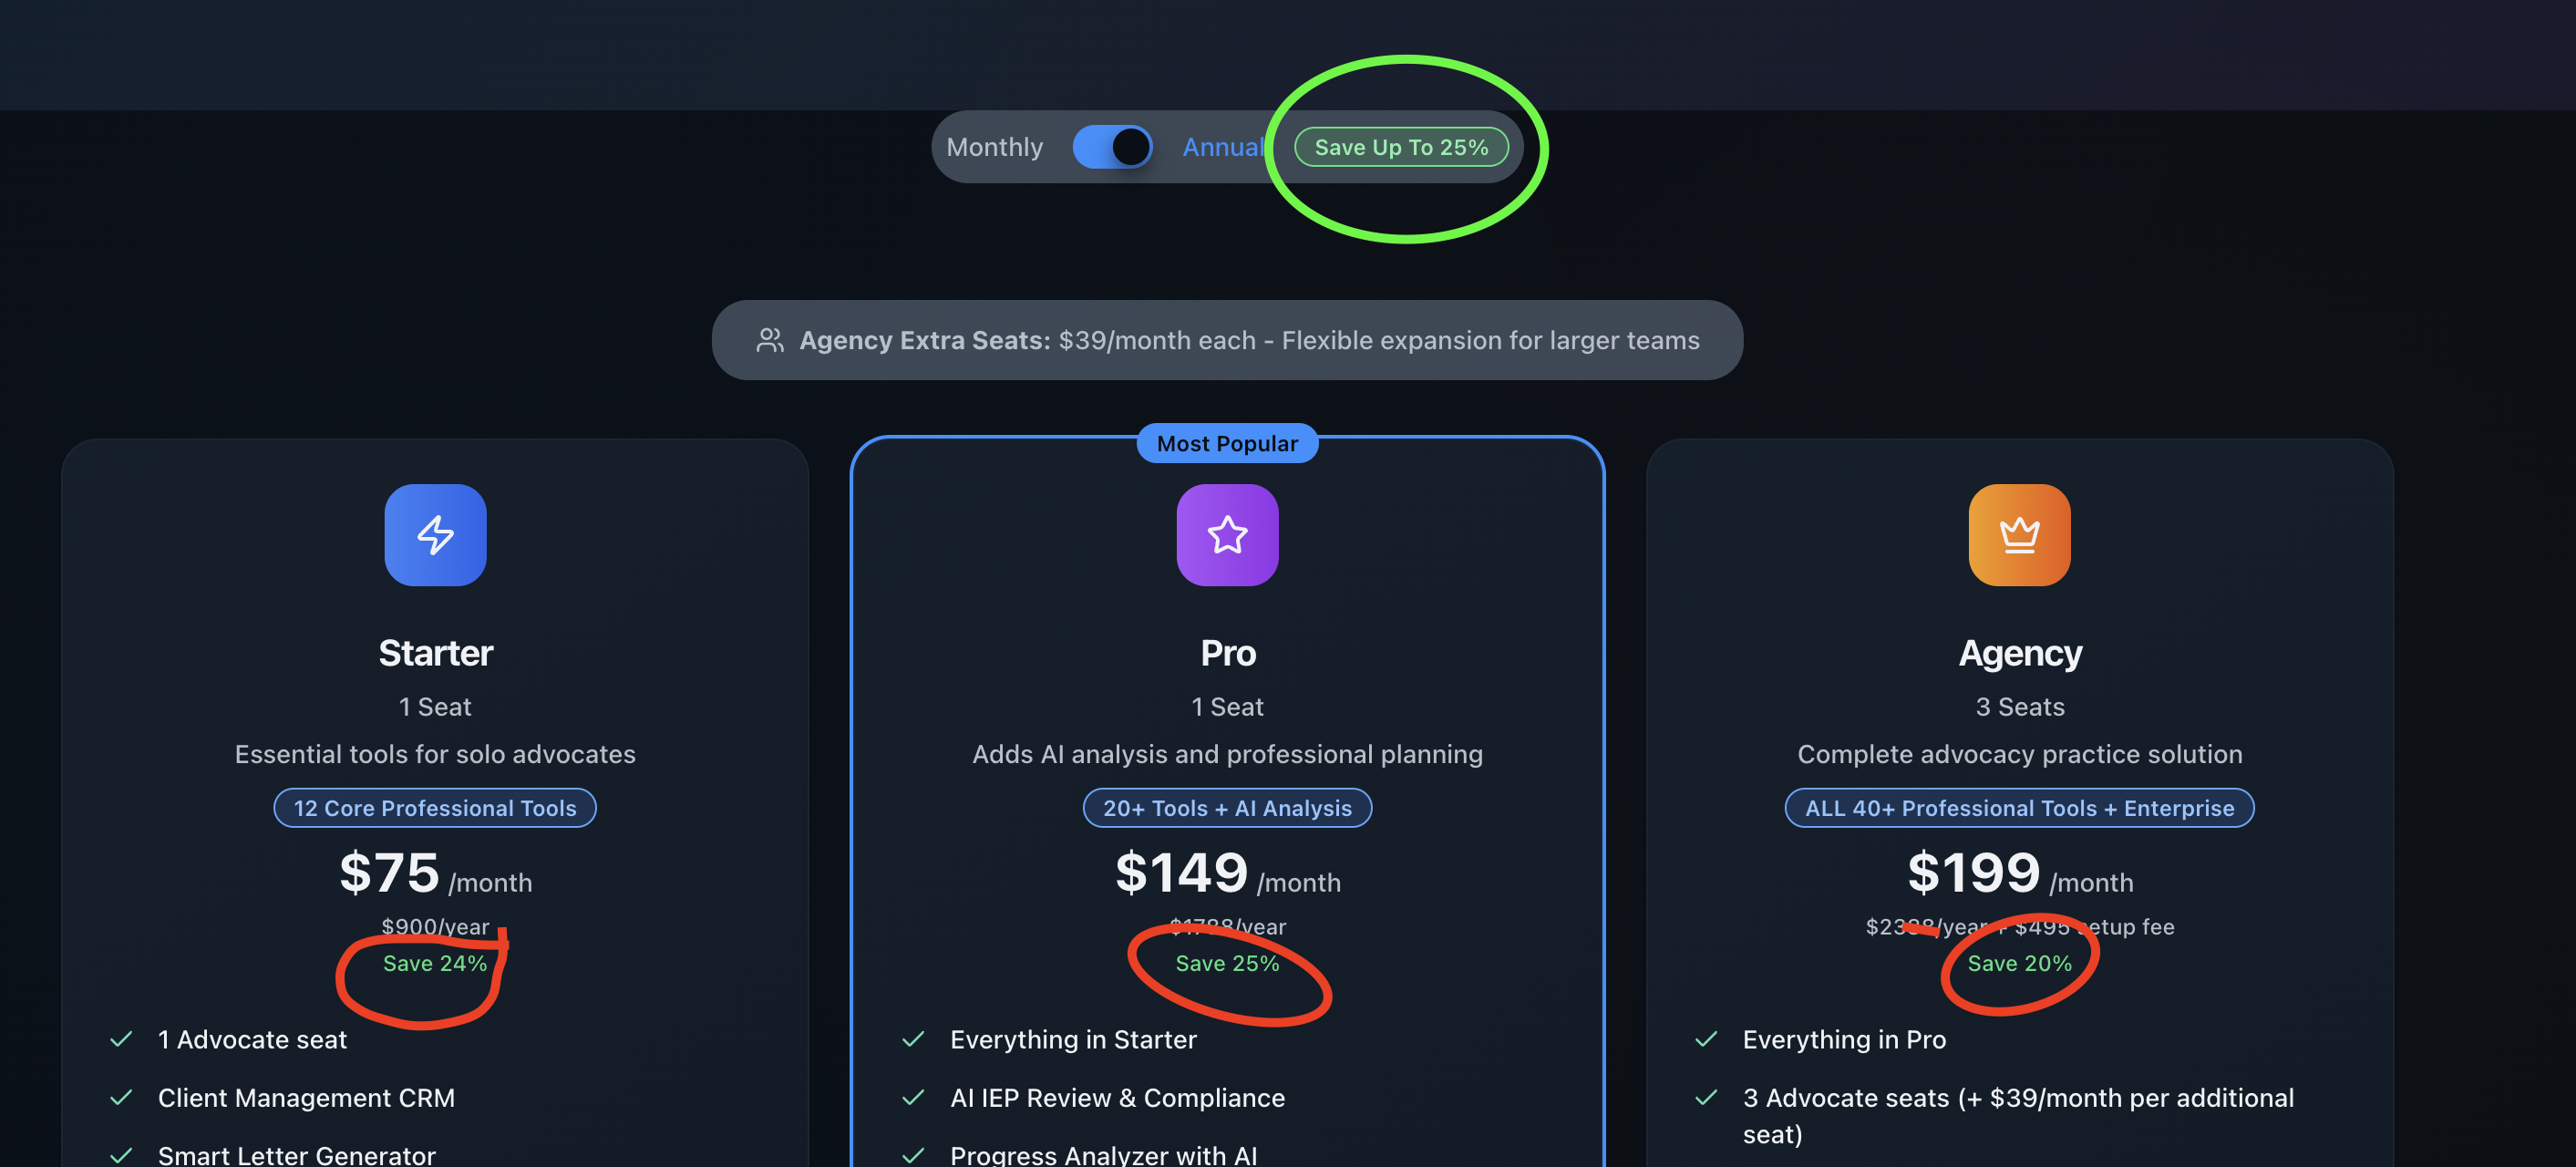 Monthly Annual Save Up To 25%
Agency Extra Seats: $39/month each - Flexible expansion for larger teams
Most Popular
Starter
1 Seat
Essential tools for solo advocates
12 Core Professional Tools
$75 /month
$900/year
Save 24%
1 Advocate seat
Client Management CRM
Smart Letter Generator
Pro
1 Seat
Adds AI analysis and professional planning
20+ Tools + AI Analysis
$149 /month
$1788/year
Save 25%
Everything in Starter
AI IEP Review & Compliance
Progress Analyzer with AI
Agency
3 Seats
Complete advocacy practice solution
ALL 40+ Professional Tools + Enterprise
$199 /month
$2388/year + $495 setup fee
Save 20%
Everything in Pro
3 Advocate seats (+ $39/month per additional
seat)